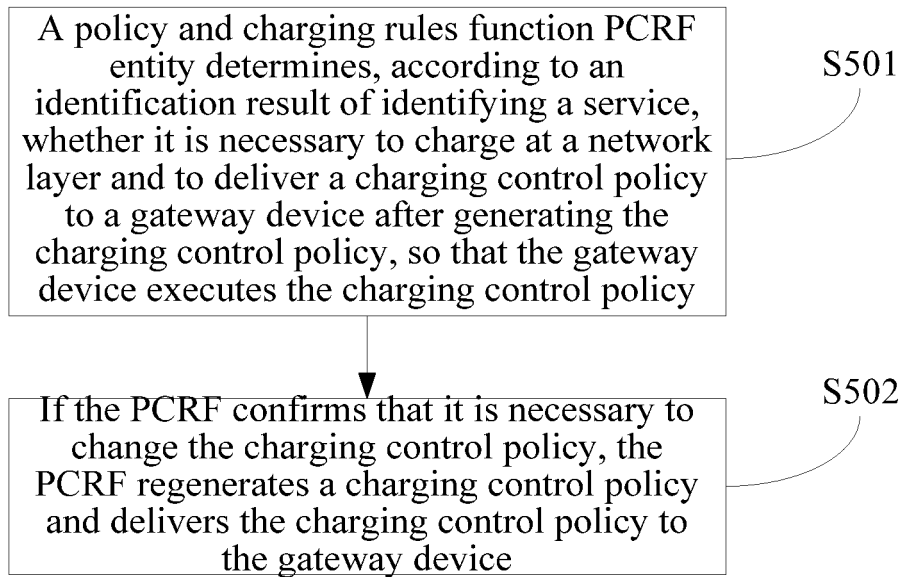 A policy and charging rules function PCRF
entity determines, according to an
identification result of identifying a service,
whether it is necessary to charge at a network
layer and to deliver a charging control policy
to a gateway device after generating the
charging control policy, so that the gateway
device executes the charging control policy
S501
If the PCRF confirms that it is necessary to
change the charging control policy, the
PCRF regenerates a charging control policy
and delivers the charging control policy to
the gateway device
S502